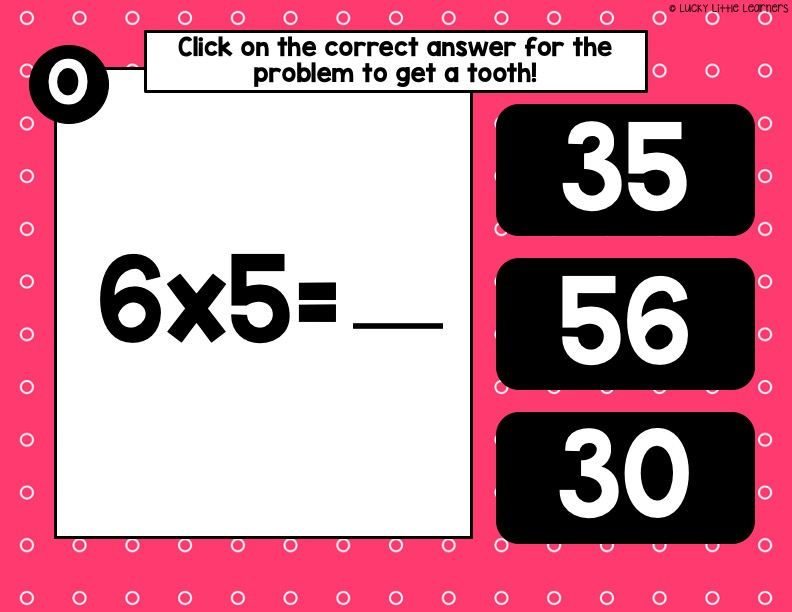 © Lucky Little Learners
Click on the correct answer for the
problem to get a tooth!
0
6x5=__
35
56
30